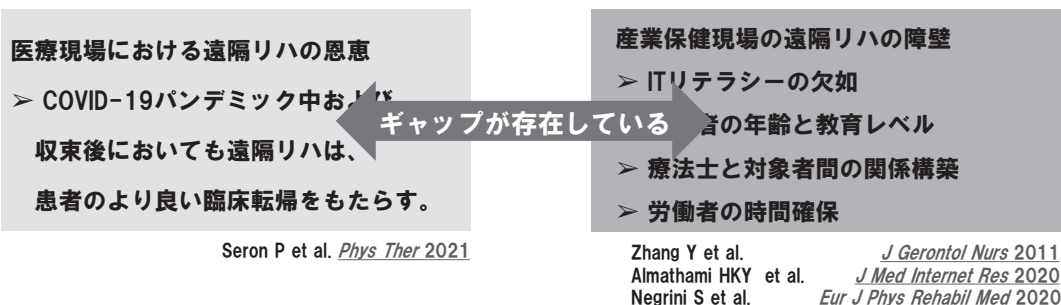 医療現場における遠隔リハの恩恵
➢ COVID-19パンデミック中および
収束後においても遠隔リハは、
患者のより良い臨床転帰をもたらす。
Seron P et al. Phys Ther 2021
ギャップが存在している
産業保健現場の遠隔リハの障壁
➢ ITリテラシーの欠如
者の年齢と教育レベル
➢ 療法士と対象者間の関係構築
➢ 労働者の時間確保
Zhang Y et al. J Gerontol Nurs 2011
Almathami HKY et al. J Med Internet Res 2020
Negrini S et al. Eur J Phys Rehabil Med 2020